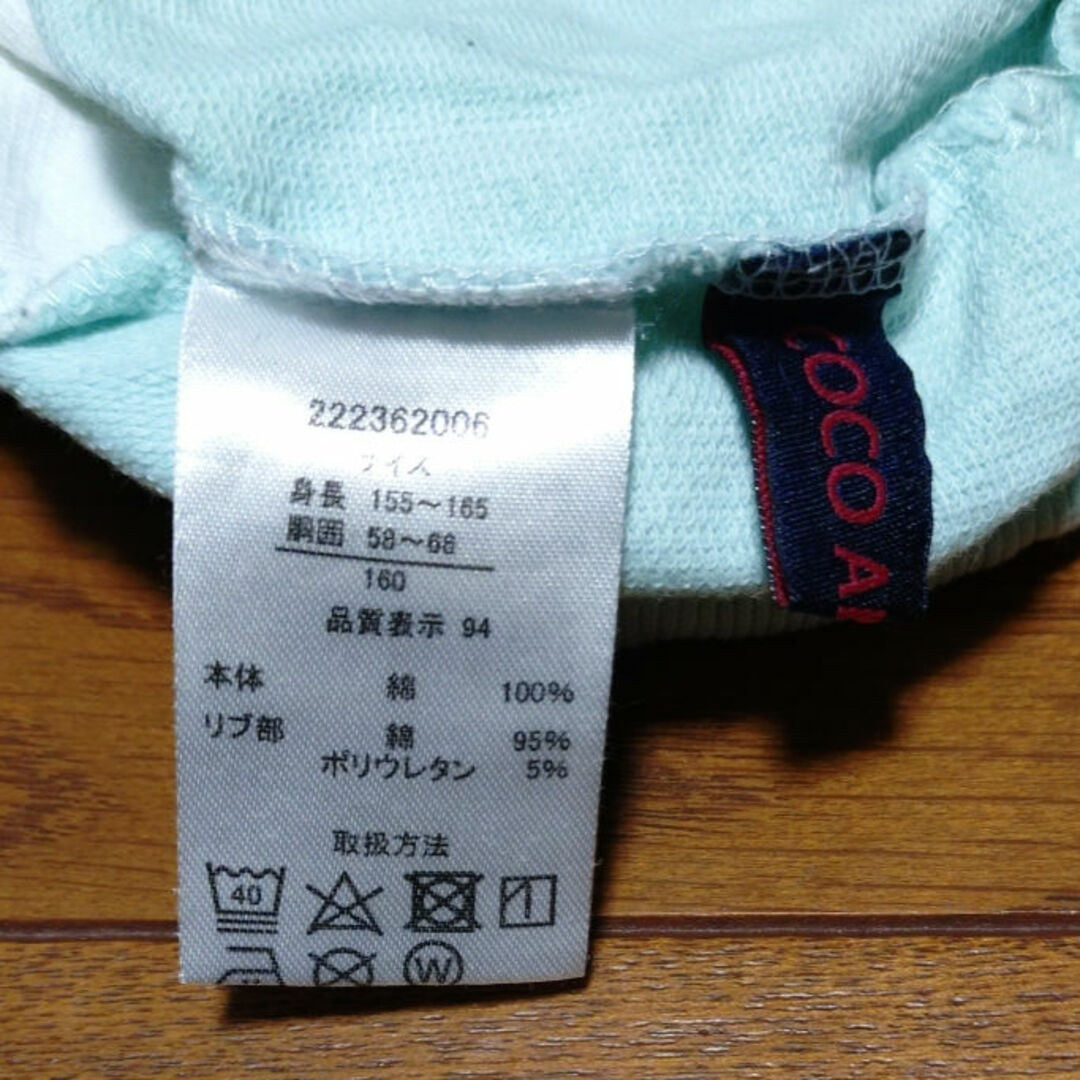 222362006
サイズ
身長 155~165
胴囲 58~68
160
品質表示 94
本体 綿 100%
リブ部 綿 95%
ポリウレタン 5%
取扱方法
40
W
COCO